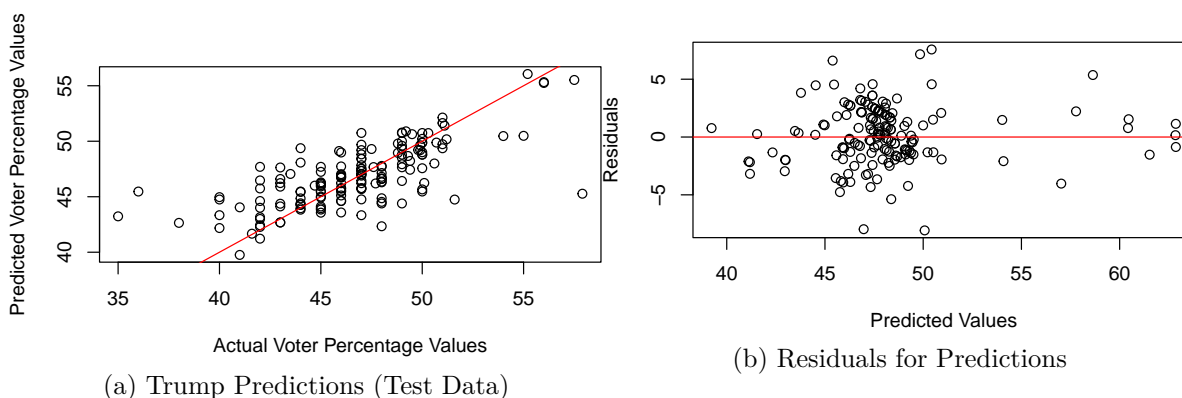 Predicted Voter Percentage Values
55
50
45
40
35 40 45 50 55
Actual Voter Percentage Values
(a) Trump Predictions (Test Data)
Residuals
5
0
−5
40 45 50 55 60
Predicted Values
(b) Residuals for Predictions